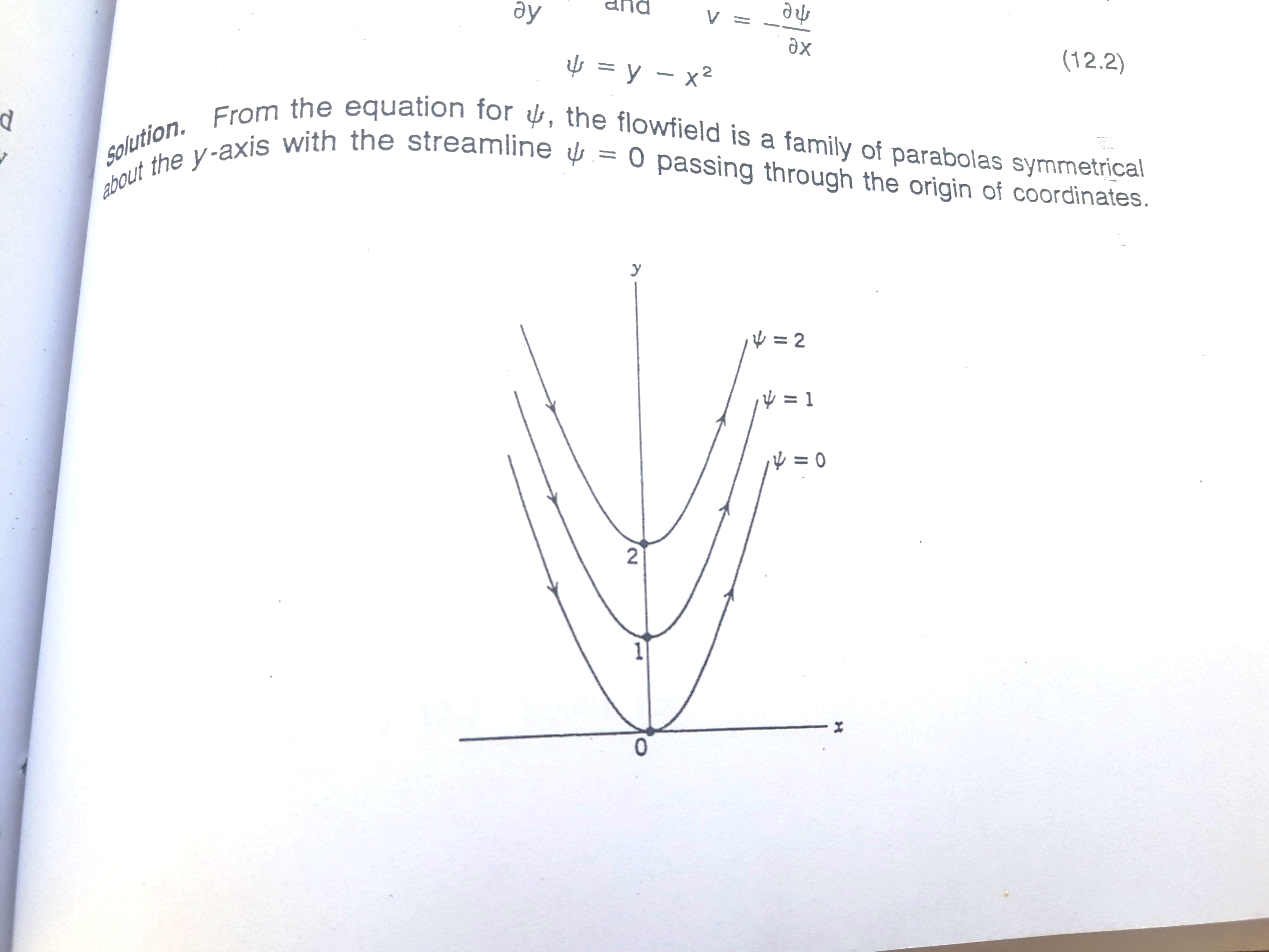 ∂y and v = -∂ψ/∂x
(12.2)
ψ = y - x²
Solution. From the equation for ψ, the flowfield is a family of parabolas symmetrical
about the y-axis with the streamline ψ = 0 passing through the origin of coordinates.
y
ψ = 2
ψ = 1
ψ = 0
2
1
x
0